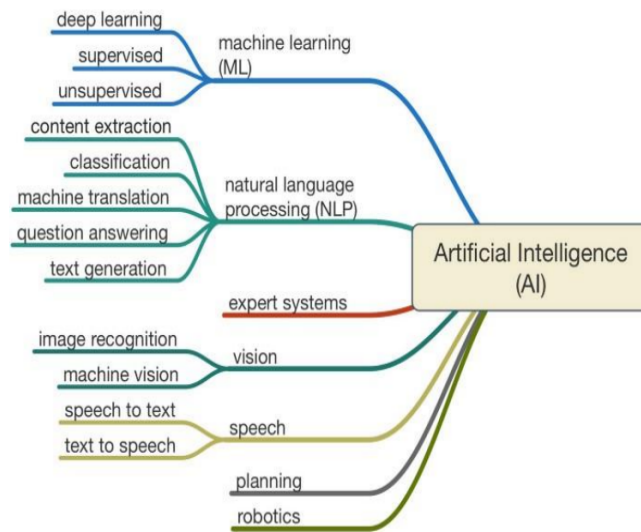 deep learning
supervised
unsupervised
machine learning
(ML)
content extraction
classification
machine translation
question answering
text generation
natural language
processing (NLP)
Artificial Intelligence
(AI)
expert systems
image recognition
machine vision
vision
speech to text
text to speech
speech
planning
robotics